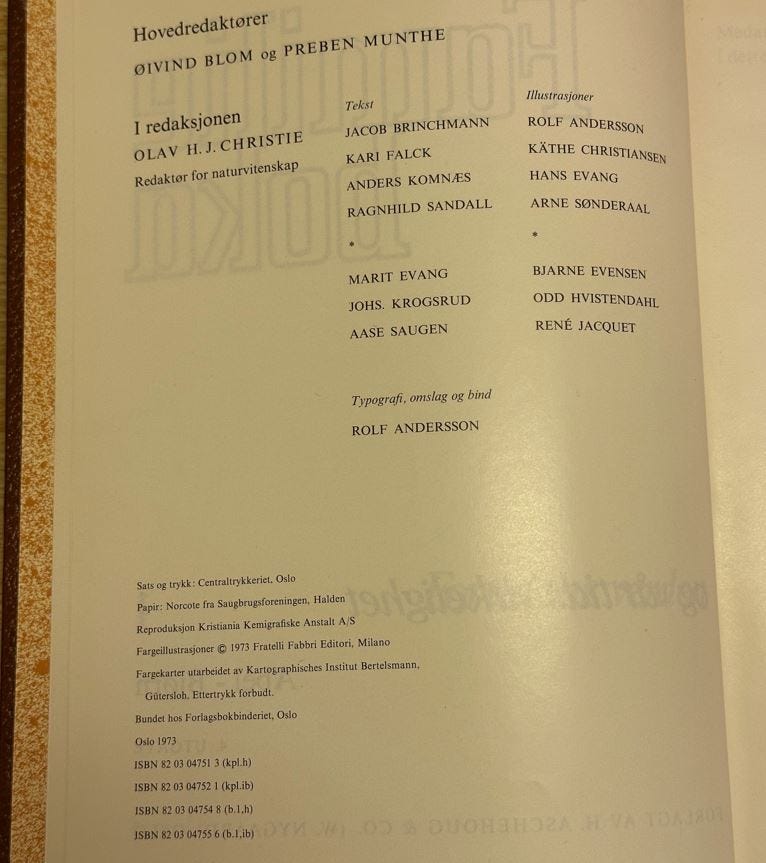 Hovedredaktører
ØIVIND BLOM og PREBEN MUNTHE
I redaksjonen
OLAV H. J. CHRISTIE
Redaktør for naturvitenskap
Tekst
JACOB BRINCHMANN
KARI FALCK
ANDERS KOMNÆS
RAGNHILD SANDALL
*
MARIT EVANG
JOHS. KROGSRUD
AASE SAUGEN
Illustrasjoner
ROLF ANDERSSON
KÄTHE CHRISTIANSEN
HANS EVANG
ARNE SØNDERAAL
*
BJARNE EVENSEN
ODD HVISTENDAHL
RENÉ JACQUET
Typografi, omslag og bind
ROLF ANDERSSON
Sats og trykk: Centraltrykkeriet, Oslo
Papir: Norcote fra Saugbrugsforeningen, Halden
Reproduksjon Kristiania Kemigrafiske Anstalt A/S
Fargeillustrasjoner © 1973 Fratelli Fabbri Editori, Milano
Fargekarter utarbeidet av Kartographisches Institut Bertelsmann,
Gütersloh. Ettertrykk forbudt.
Bundet hos Forlagsbokbinderiet, Oslo
Oslo 1973
ISBN 82 03 04751 3 (kpl.h)
ISBN 82 03 04752 1 (kpl.ib)
ISBN 82 03 04754 8 (b.1,h)
ISBN 82 03 04755 6 (b.1,ib)